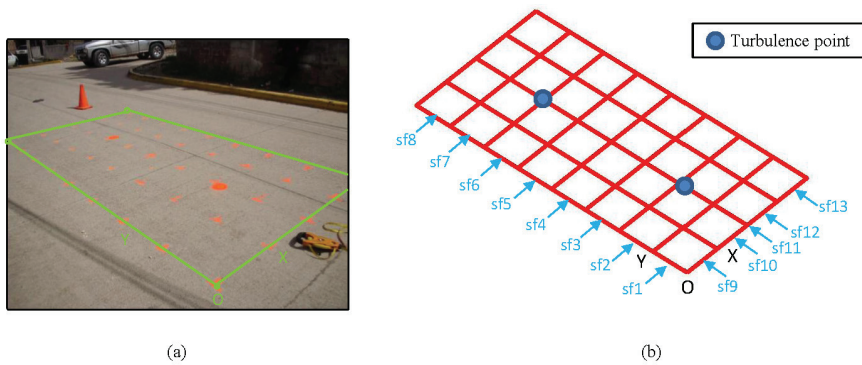 Turbulence point
sf8
sf7
sf6
sf5
sf4
sf3
sf2
sf1
Y
O
X
sf9
sf10
sf11
sf12
sf13
X
O
(a)
(b)